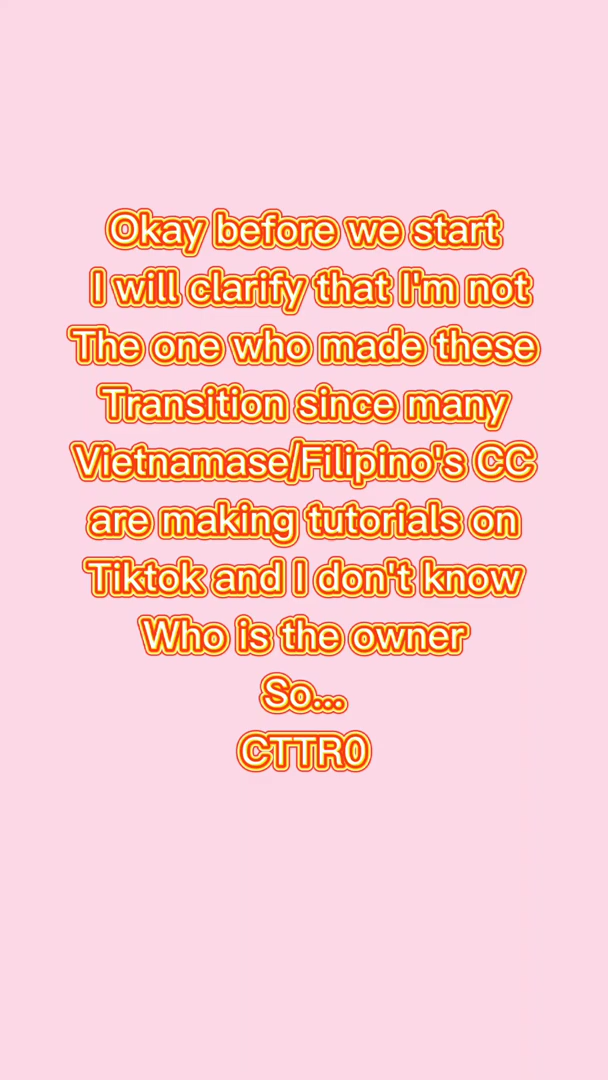 Okay before we start
I will clarify that I'm not
The one who made these
Transition since many
Vietnamase/Filipino's CC
are making tutorials on
Tiktok and I don't know
Who is the owner
So...
CTTR0